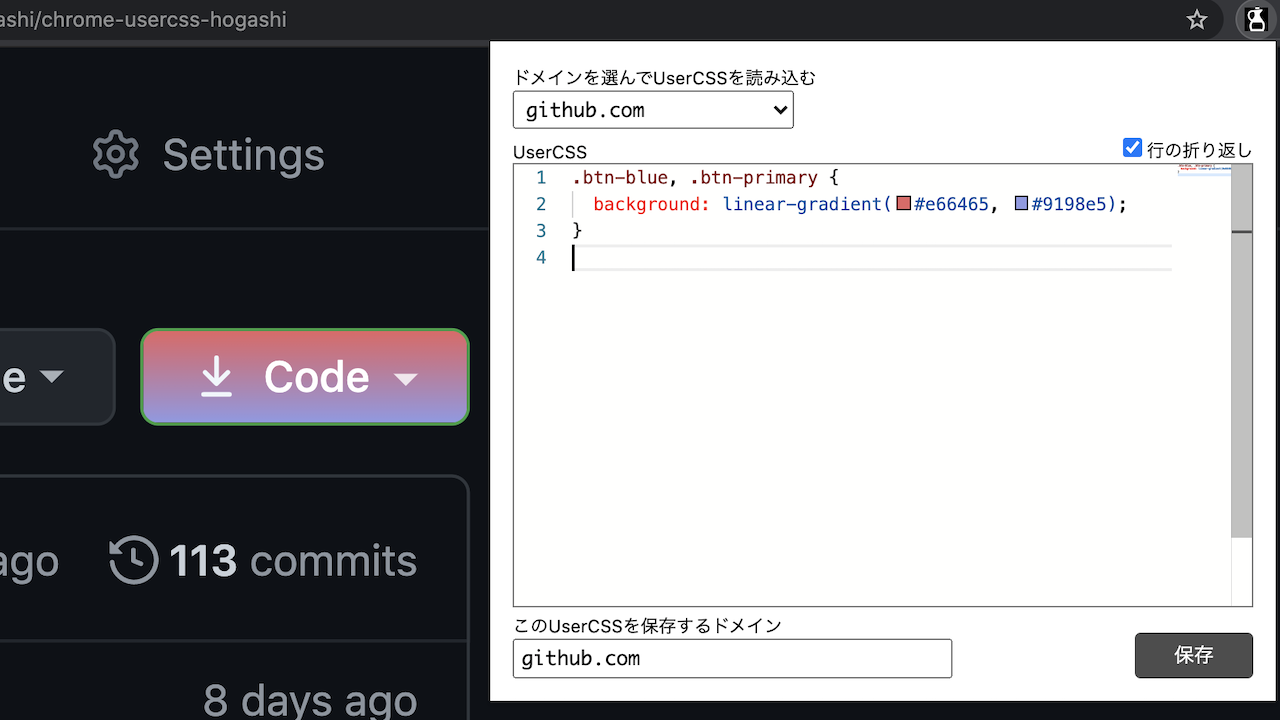 ashi/chrome-usercss-hogashi
Settings
e
Code
ago
113 commits
8 days ago
ドメインを選んでUserCSSを読み込む
github.com
UserCSS
行の折り返し
1 .btn-blue, .btn-primary {
2 background: linear-gradient(#e66465, #9198e5);
3 }
4
このUserCSSを保存するドメイン
github.com
保存